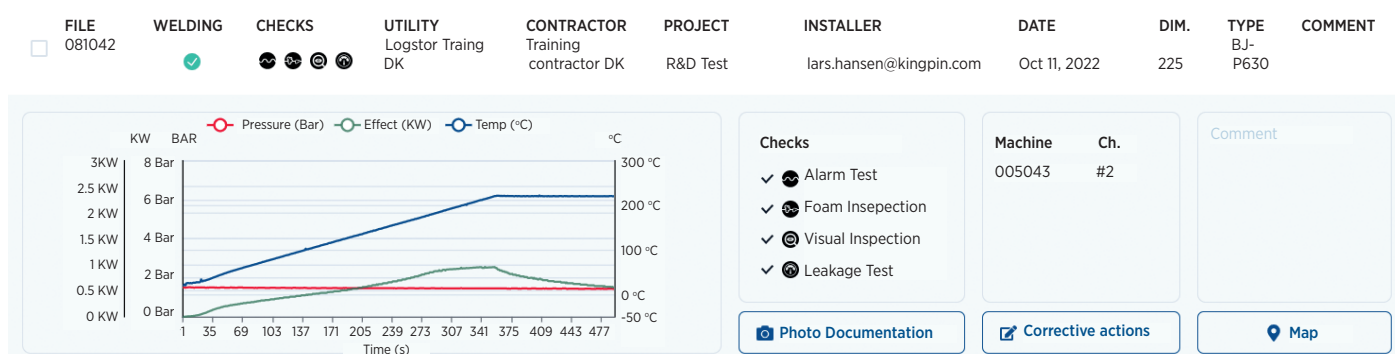 FILE WELDING CHECKS UTILITY CONTRACTOR PROJECT INSTALLER DATE DIM. TYPE COMMENT
081042 Logstor Traing Training BJ-
DK contractor DK R&D Test lars.hansen@kingpin.com Oct 11, 2022 225 P630
Pressure (Bar) Effect (KW) Temp (°C)
KW BAR °C
3KW 8 Bar 300 °C
2.5 KW 6 Bar 200 °C
2 KW
1.5 KW 4 Bar 100 °C
1 KW 2 Bar
0.5 KW 0 °C
0 KW 0 Bar -50 °C
1 35 69 103 137 171 205 239 273 307 341 375 409 443 477
Time (s)
Checks
Alarm Test
Foam Insepection
Visual Inspection
Leakage Test
Machine Ch.
005043 #2
Comment
Photo Documentation
Corrective actions
Map